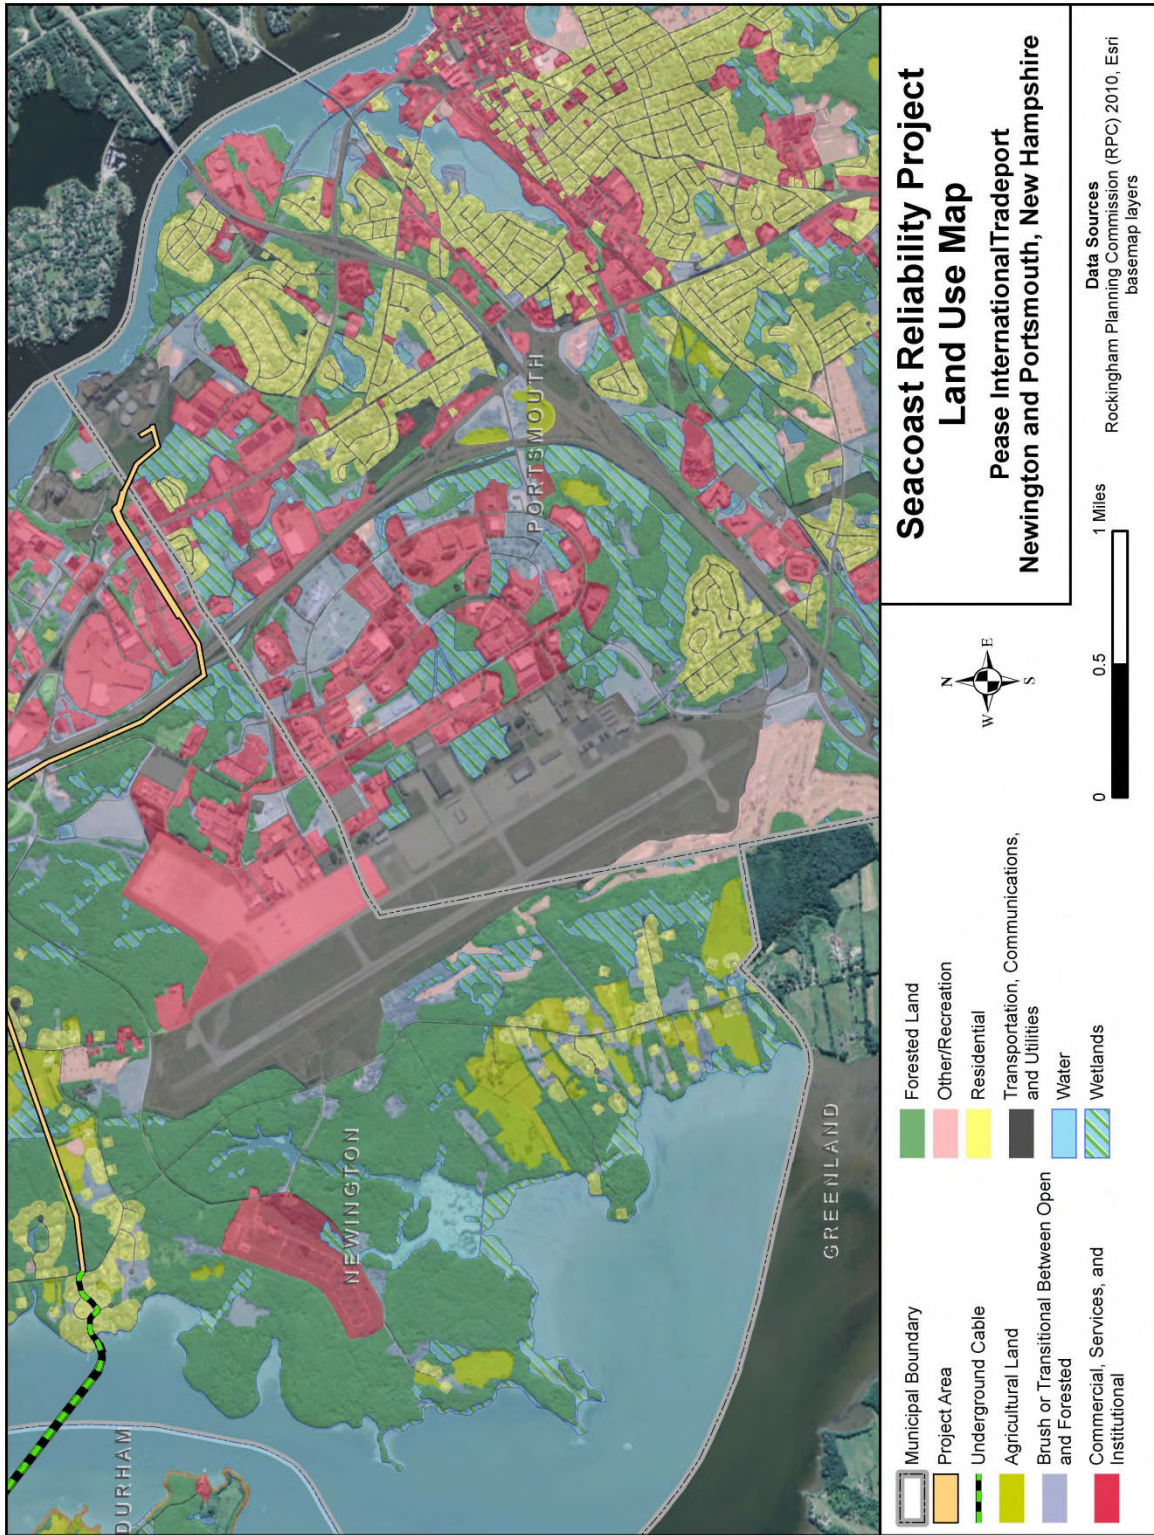 DURHAM
NEWINGTON
PORTSMOUTH
GREENLAND
Municipal Boundary
Project Area
Underground Cable
Agricultural Land
Brush or Transitional Between Open
and Forested
Commercial, Services, and
Institutional
Forested Land
Other/Recreation
Residential
Transportation, Communications,
and Utilities
Water
Wetlands
N
W
E
S
0
0.5
1 Miles
Seacoast Reliability Project
Land Use Map
Pease InternationalTradeport
Newington and Portsmouth, New Hampshire
Data Sources
Rockingham Planning Commission (RPC) 2010, Esri
basemap layers